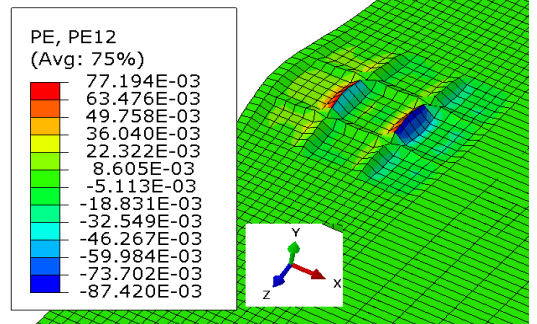 PE, PE12
(Avg: 75%)
77.194E-03
63.476E-03
49.758E-03
36.040E-03
22.322E-03
8.605E-03
-5.113E-03
-18.831E-03
-32.549E-03
-46.267E-03
-59.984E-03
-73.702E-03
-87.420E-03
Y
X
Z